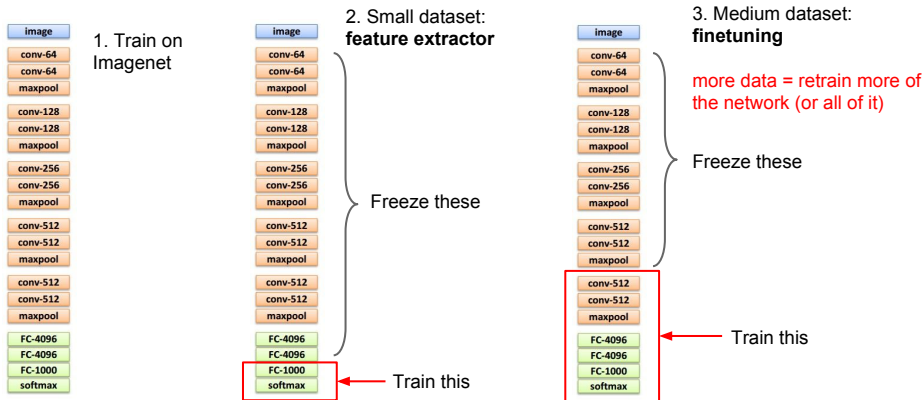 1. Train on
Imagenet
image
conv-64
conv-64
maxpool
conv-128
conv-128
maxpool
conv-256
conv-256
maxpool
conv-512
conv-512
maxpool
conv-512
conv-512
maxpool
FC-4096
FC-4096
FC-1000
softmax
2. Small dataset:
feature extractor
image
conv-64
conv-64
maxpool
conv-128
conv-128
maxpool
conv-256
conv-256
maxpool
conv-512
conv-512
maxpool
conv-512
conv-512
maxpool
FC-4096
FC-4096
FC-1000
softmax
Freeze these
Train this
3. Medium dataset:
finetuning
more data = retrain more of
the network (or all of it)
image
conv-64
conv-64
maxpool
conv-128
conv-128
maxpool
conv-256
conv-256
maxpool
conv-512
conv-512
maxpool
conv-512
conv-512
maxpool
FC-4096
FC-4096
FC-1000
softmax
Freeze these
Train this